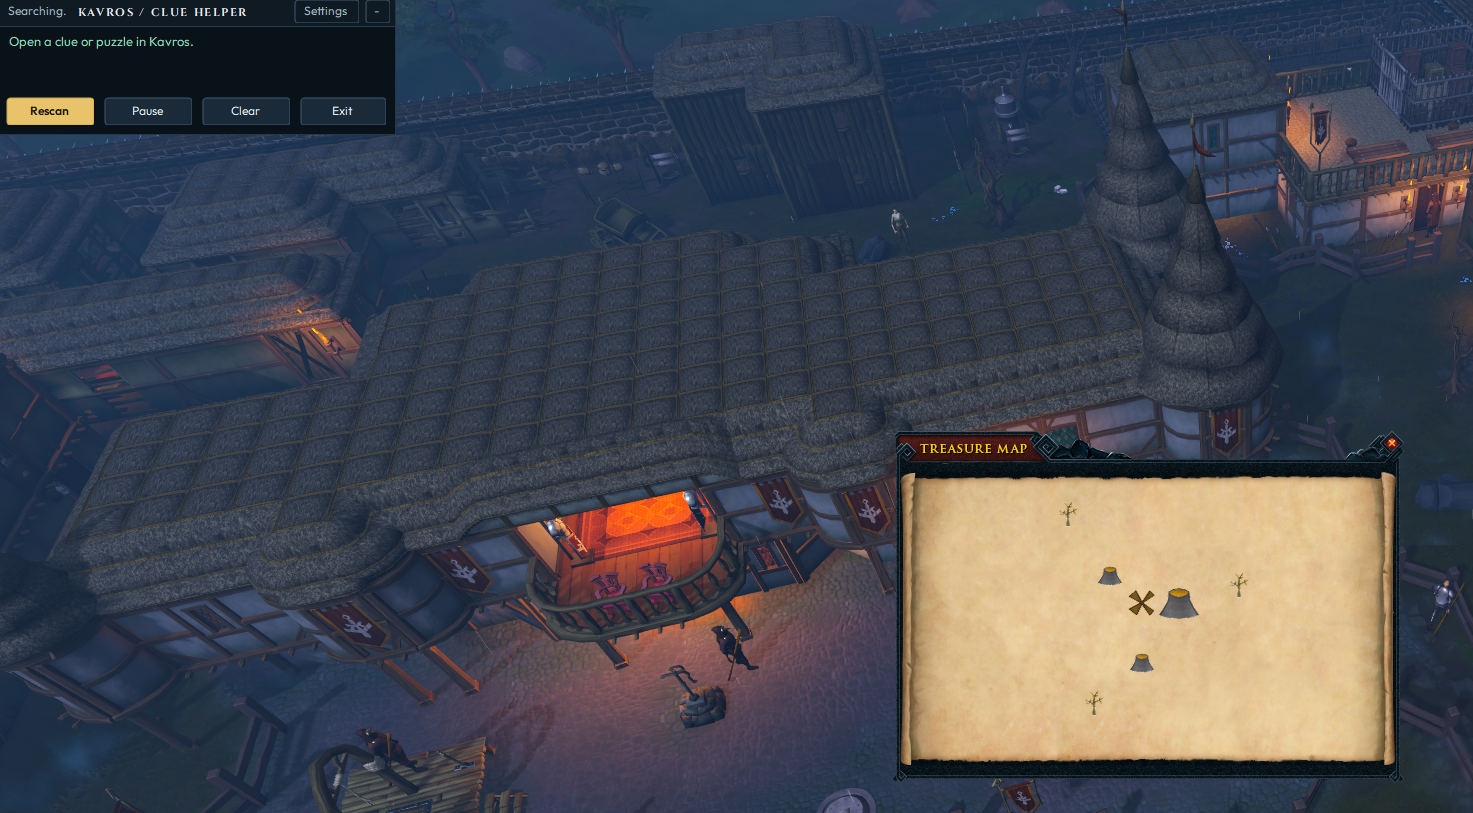 Searching. KAVROS / CLUE HELPER Settings -
Open a clue or puzzle in Kavros.
Rescan Pause Clear Exit
TREASURE MAP